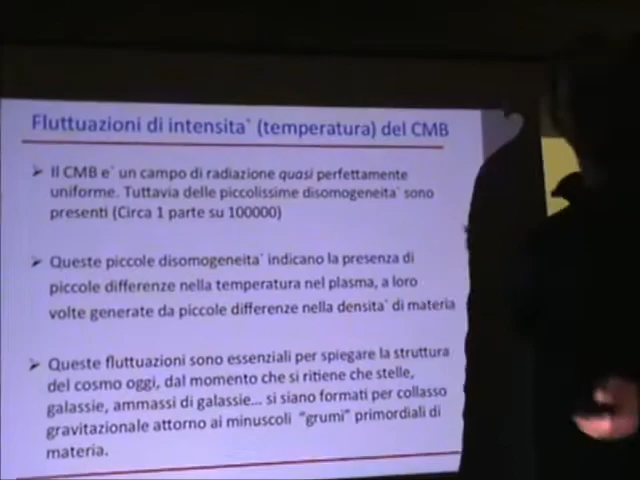 Fluttuazioni di intensita` (temperatura) del CMB
Il CMB e` un campo di radiazione quasi perfettamente
uniforme. Tuttavia delle piccolissime disomogeneita` sono
presenti (Circa 1 parte su 100000)
Queste piccole disomogeneita` indicano la presenza di
piccole differenze nella temperatura nel plasma, a loro
volte generate da piccole differenze nella densita` di materia
Queste fluttuazioni sono essenziali per spiegare la struttura
del cosmo oggi, dal momento che si ritiene che stelle,
galassie, ammassi di galassie... si siano formati per collasso
gravitazionale attorno ai minuscoli "grumi" primordiali di
materia.